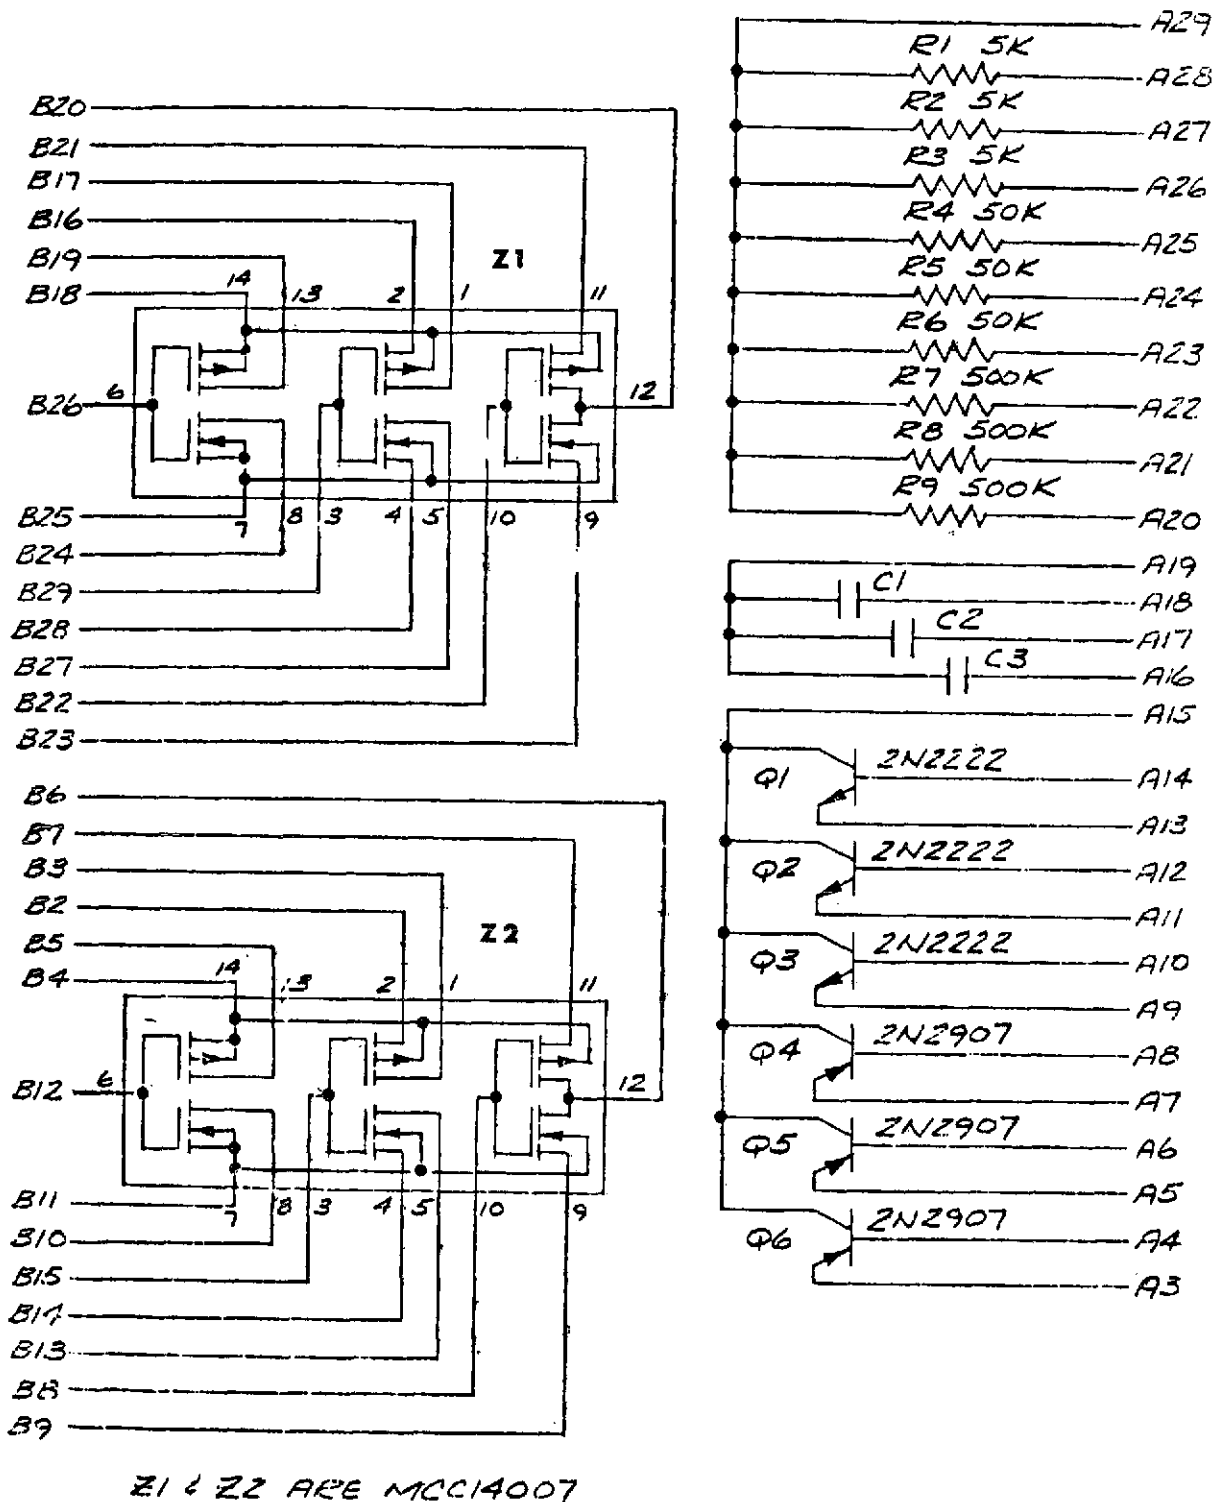 B20
B21
B17
B16
B19
B18
Z1
14
13
2
1
11
6
B26
12
B25
7
8
3
4
5
10
9
B24
B29
B28
B27
B22
B23
B6
B7
B3
B2
B5
B4
Z2
14
13
2
1
11
6
B12
12
B11
7
8
3
4
5
10
9
B10
B15
B14
B13
B8
B9
Z1 & Z2 ARE MCC14007
A29
R1 5K
A28
R2 5K
A27
R3 5K
A26
R4 50K
A25
R5 50K
A24
R6 50K
A23
R7 500K
A22
R8 500K
A21
R9 500K
A20
A19
C1
A18
C2
A17
C3
A16
A15
Q1 2N2222
A14
A13
Q2 2N2222
A12
A11
Q3 2N2222
A10
A9
Q4 2N2907
A8
A7
Q5 2N2907
A6
A5
Q6 2N2907
A4
A3